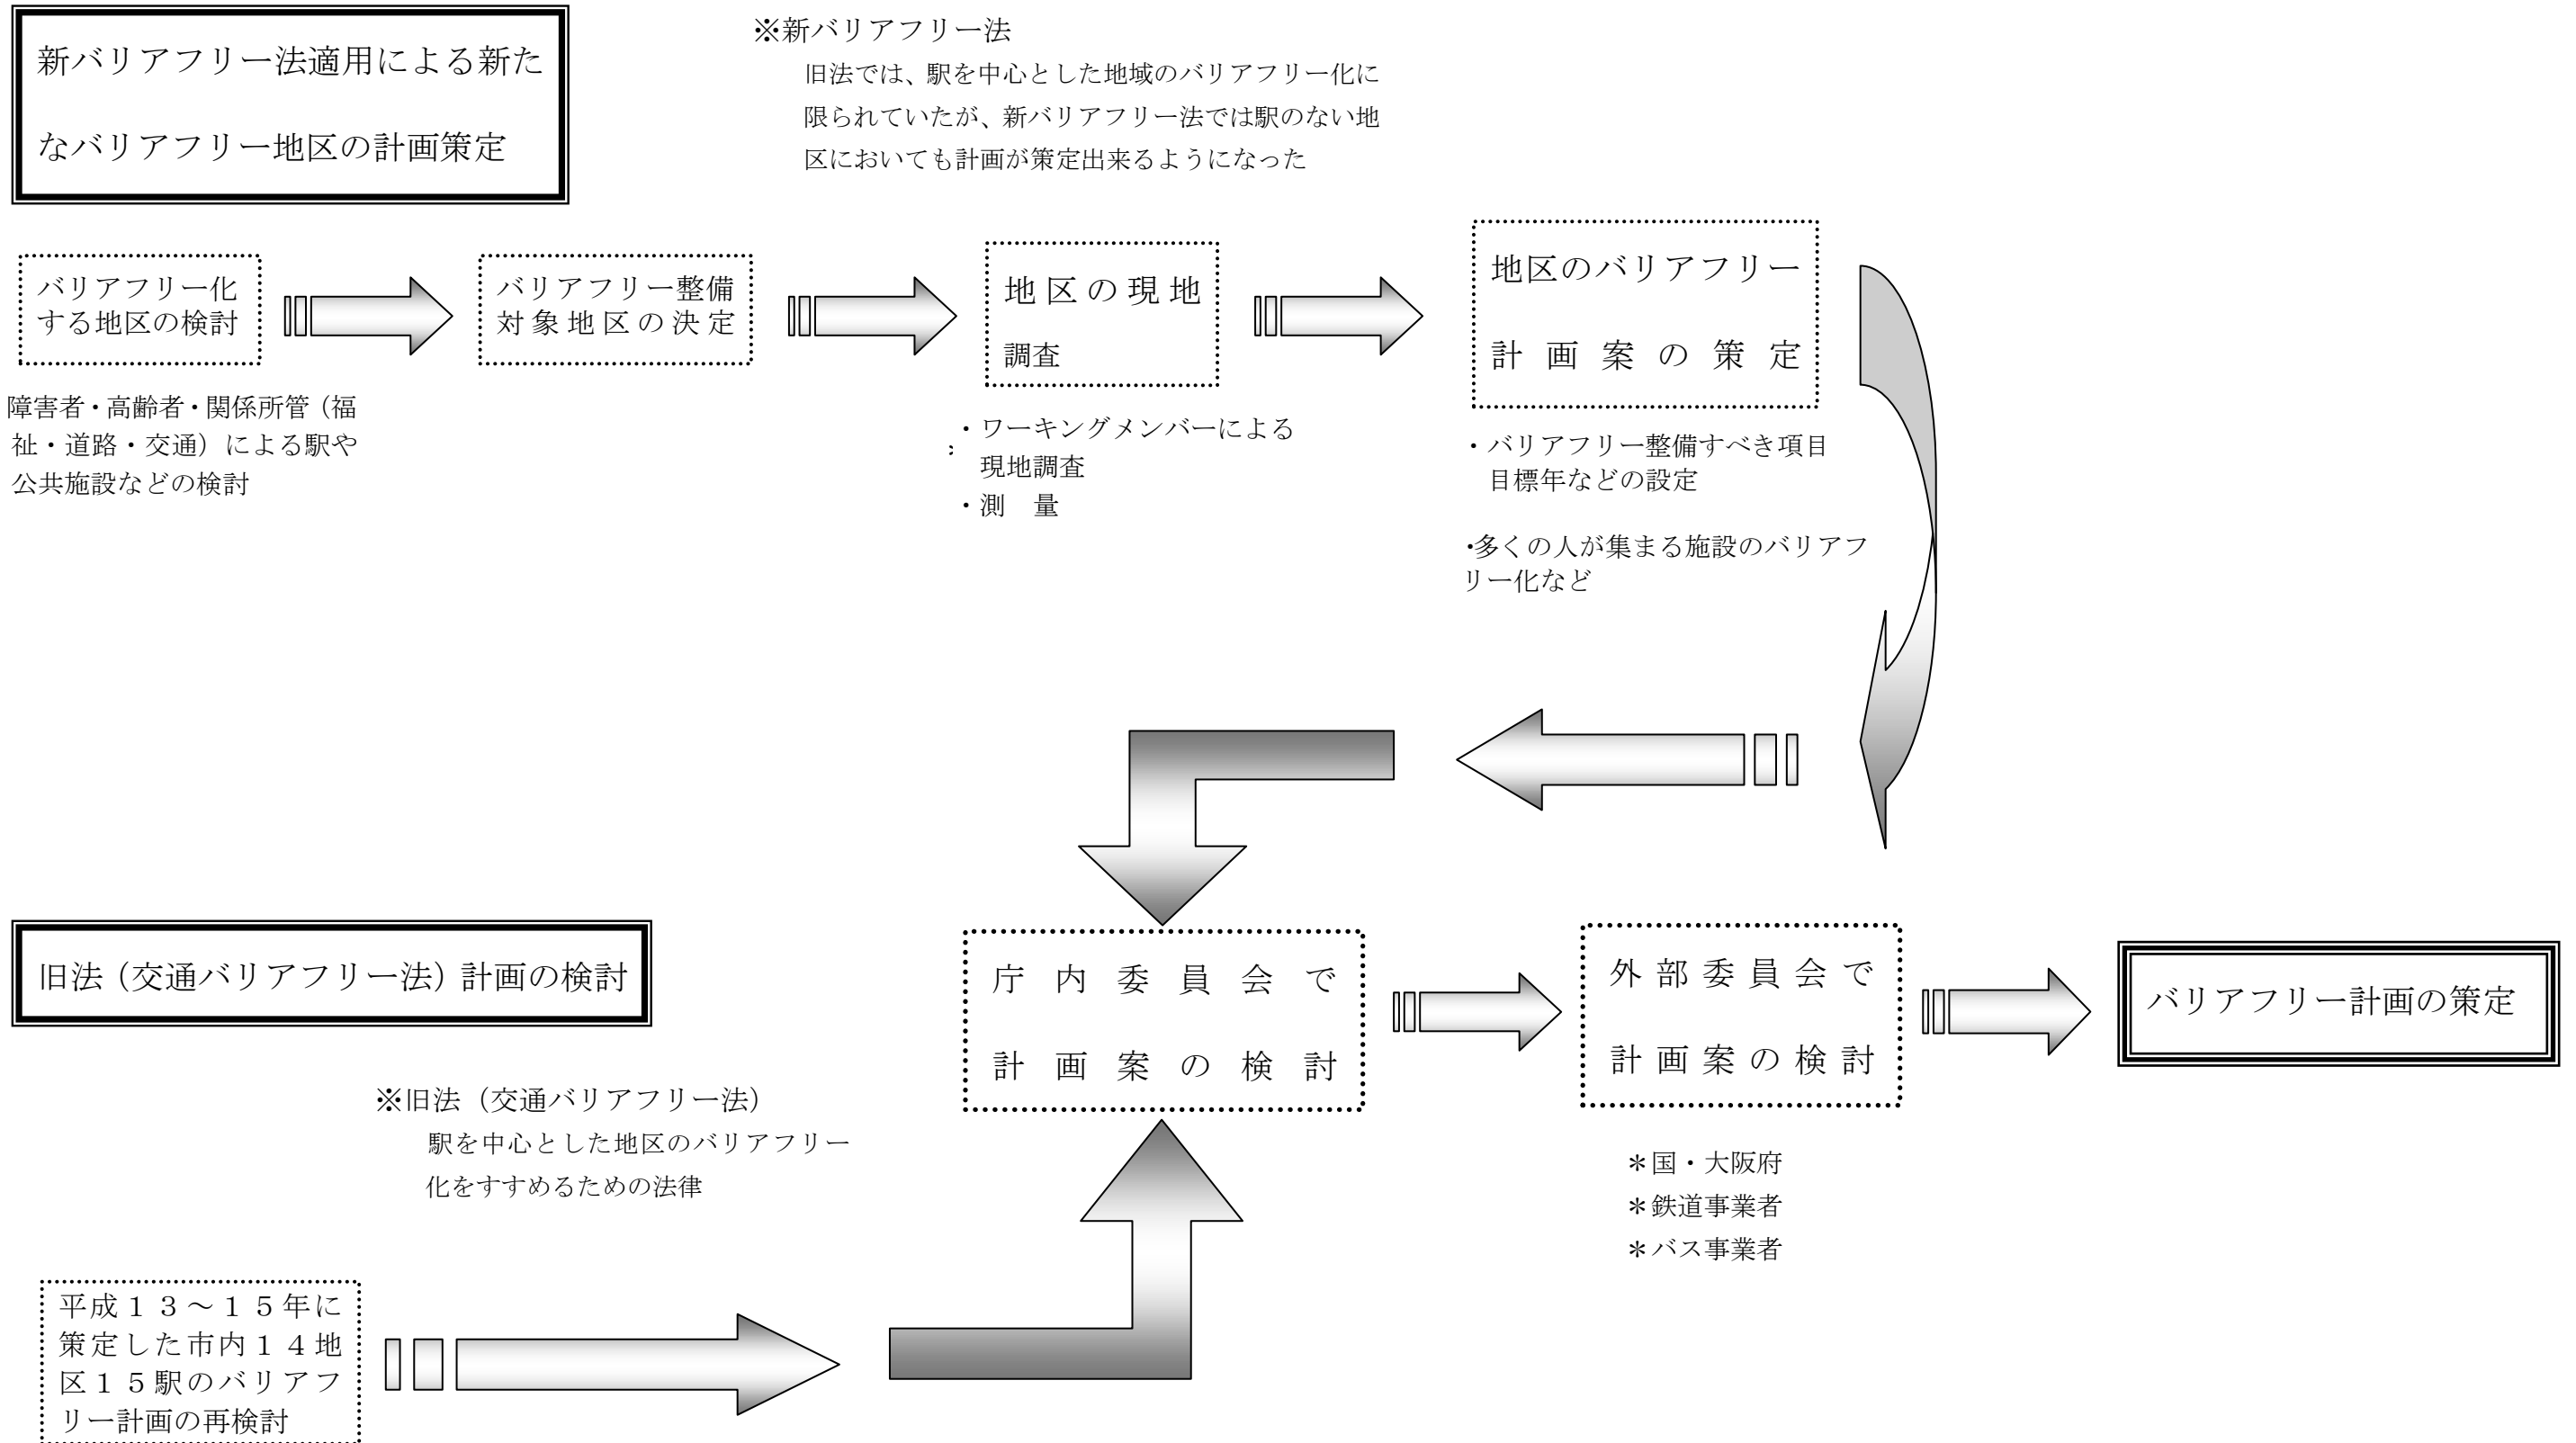 新バリアフリー法適用による新た
なバリアフリー地区の計画策定
※新バリアフリー法
旧法では、駅を中心とした地域のバリアフリー化に
限られていたが、新バリアフリー法では駅のない地
区においても計画が策定出来るようになった
バリアフリー化
する地区の検討
バリアフリー整備
対象地区の決定
地区の現地
調査
地区のバリアフリー
計画案の策定
障害者・高齢者・関係所管（福
祉・道路・交通）による駅や
公共施設などの検討
・ワーキングメンバーによる
現地調査
・測　量
・バリアフリー整備すべき項目
目標年などの設定
・多くの人が集まる施設のバリアフ
リー化など
旧法（交通バリアフリー法）計画の検討
庁内委員会で
計画案の検討
外部委員会で
計画案の検討
バリアフリー計画の策定
※旧法（交通バリアフリー法）
駅を中心とした地区のバリアフリー
化をすすめるための法律
＊国・大阪府
＊鉄道事業者
＊バス事業者
平成１３～１５年に
策定した市内１４地
区１５駅のバリアフ
リー計画の再検討